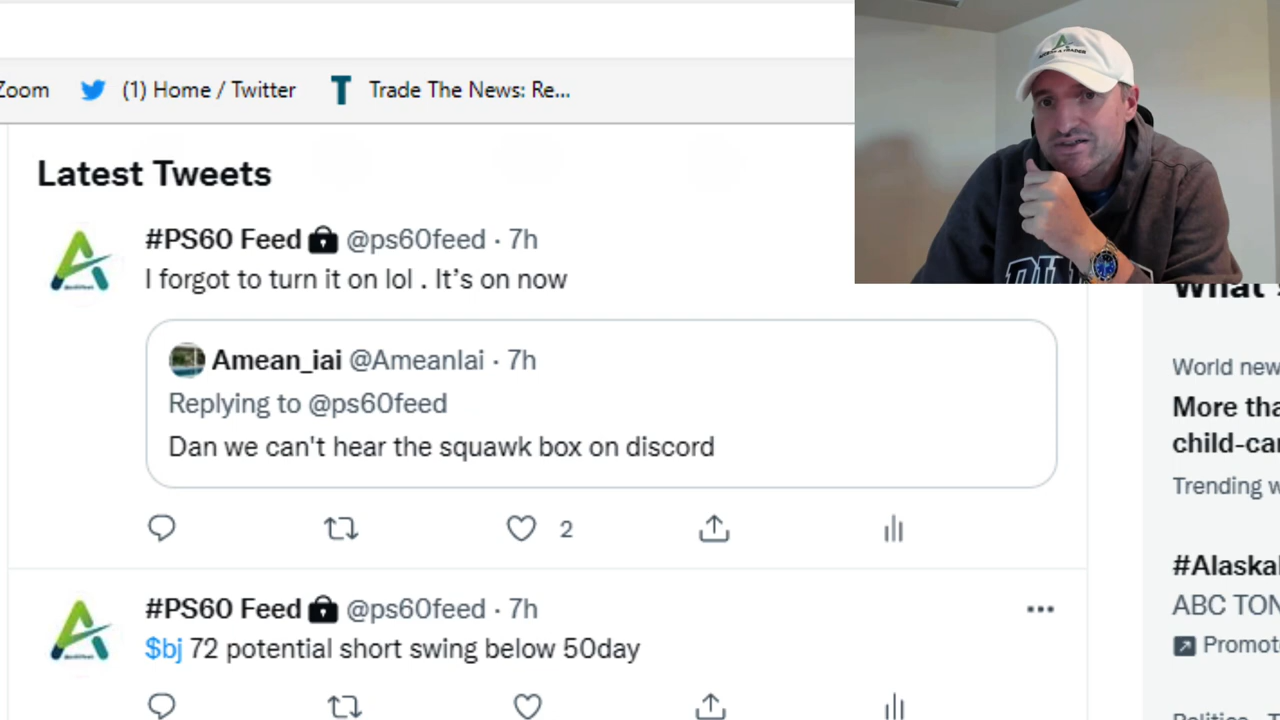 Zoom (1) Home / Twitter Trade The News: Re...
Latest Tweets
#PS60 Feed @ps60feed · 7h
I forgot to turn it on lol . It’s on now
Amean_iai @AmeanIai · 7h
Replying to @ps60feed
Dan we can't hear the squawk box on discord
2
#PS60 Feed @ps60feed · 7h
$bj 72 potential short swing below 50day
What's
World new
More tha
child-car
Trending w
#Alaska
ABC TON
Promot